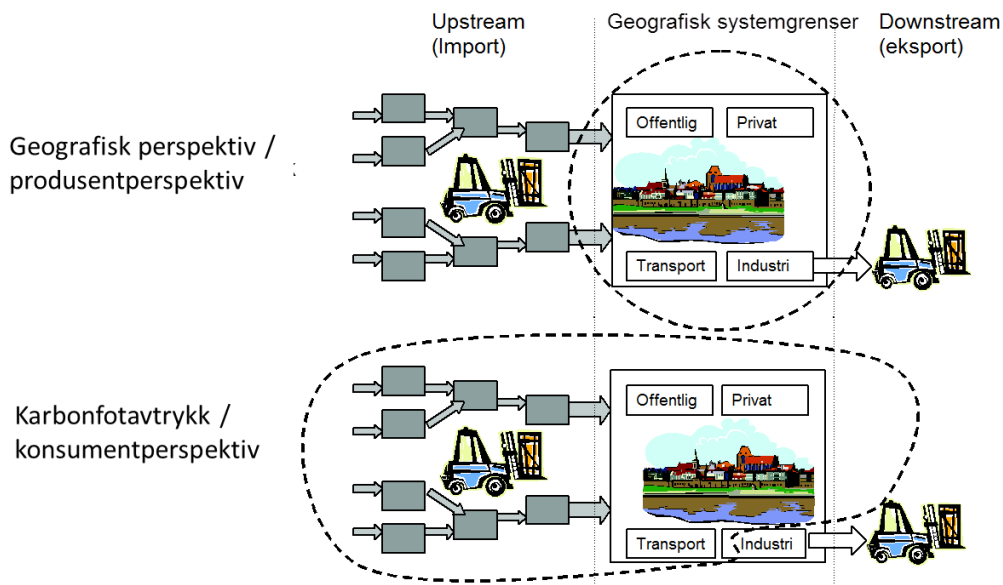 Upstream
(Import)
Geografisk systemgrenser
Downstream
(eksport)
Geografisk perspektiv /
produsentperspektiv
Offentlig
Privat
Transport
Industri
Karbonfotavtrykk /
konsumentperspektiv
Offentlig
Privat
Transport
Industri